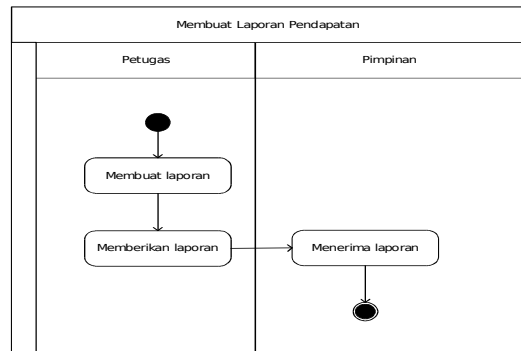 Membuat Laporan Pendapatan
Petugas
Pimpinan
Membuat laporan
Memberikan laporan
Menerima laporan